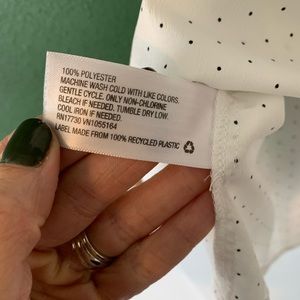 100% POLYESTER
MACHINE WASH COLD WITH LIKE COLORS.
GENTLE CYCLE. ONLY NON-CHLORINE
BLEACH IF NEEDED. TUMBLE DRY LOW.
COOL IRON IF NEEDED.
RN17730 VN1055164
LABEL MADE FROM 100% RECYCLED PLASTIC